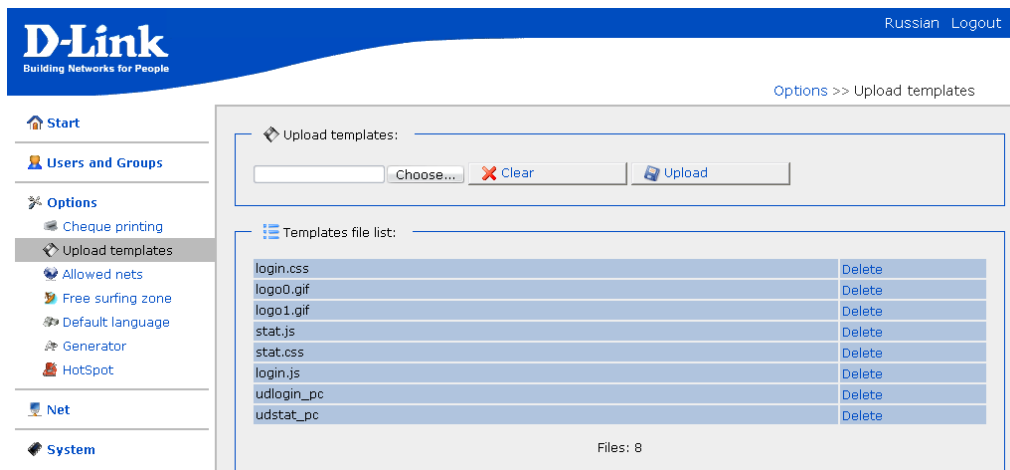 Russian Logout
D-Link
Building Networks for People
Options >> Upload templates
Start
Users and Groups
Options
Cheque printing
Upload templates
Allowed nets
Free surfing zone
Default language
Generator
HotSpot
Net
System
Upload templates:
Choose... Clear Upload
Templates file list:
login.css Delete
logo0.gif Delete
logo1.gif Delete
stat.js Delete
stat.css Delete
login.js Delete
udlogin_pc Delete
udstat_pc Delete
Files: 8